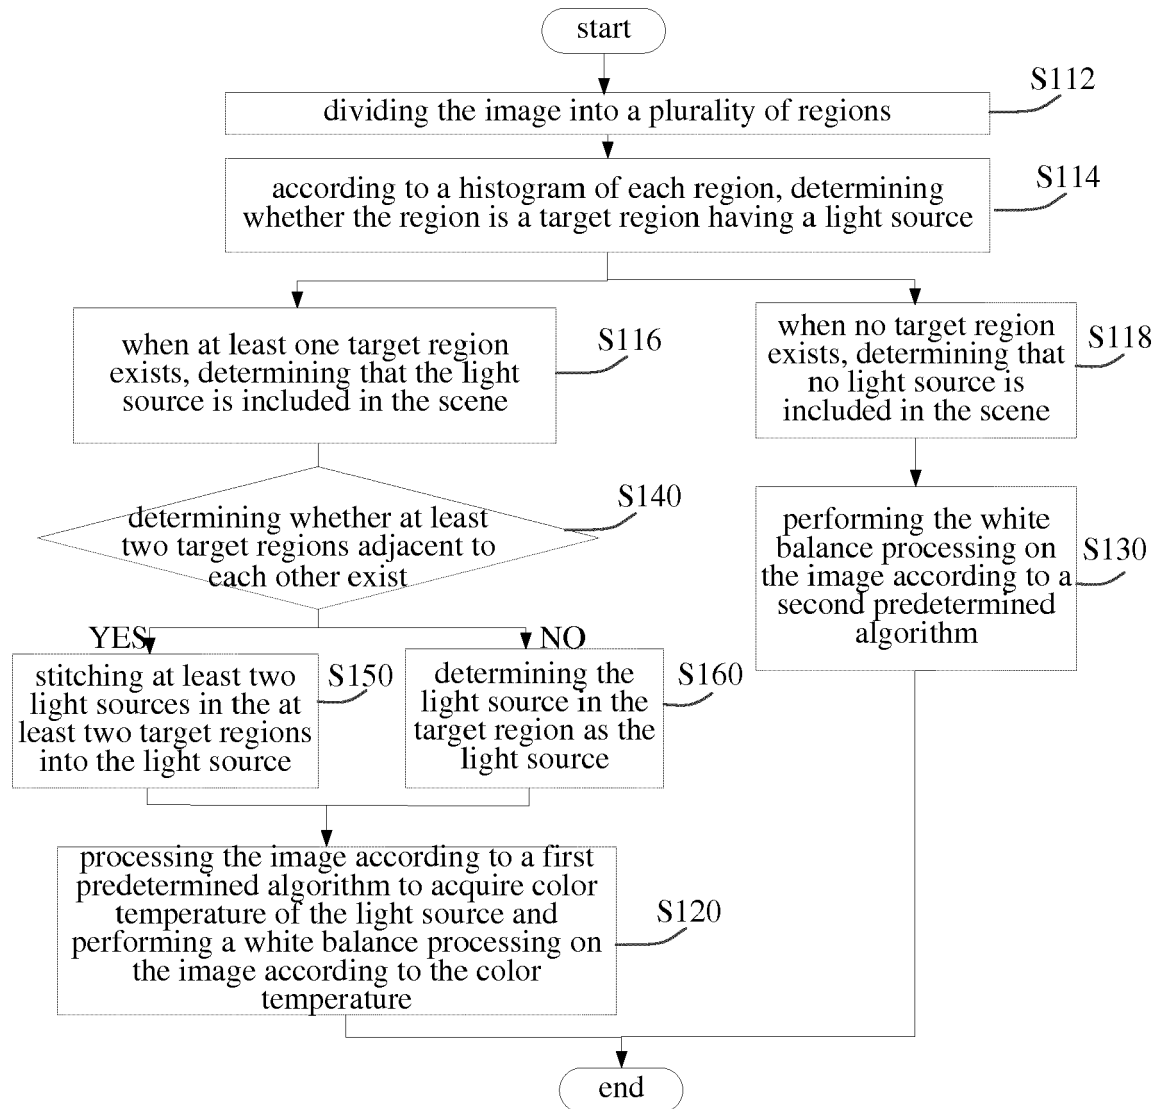 start
S112
dividing the image into a plurality of regions
S114
according to a histogram of each region, determining
whether the region is a target region having a light source
S116
when at least one target region
exists, determining that the light
source is included in the scene
S118
when no target region
exists, determining that
no light source is
included in the scene
S140
determining whether at least
two target regions adjacent to
each other exist
S130
performing the white
balance processing on
the image according to a
second predetermined
algorithm
YES
NO
S150
stitching at least two
light sources in the at
least two target regions
into the light source
S160
determining the
light source in the
target region as the
light source
S120
processing the image according to a first
predetermined algorithm to acquire color
temperature of the light source and
performing a white balance processing on
the image according to the color
temperature
end